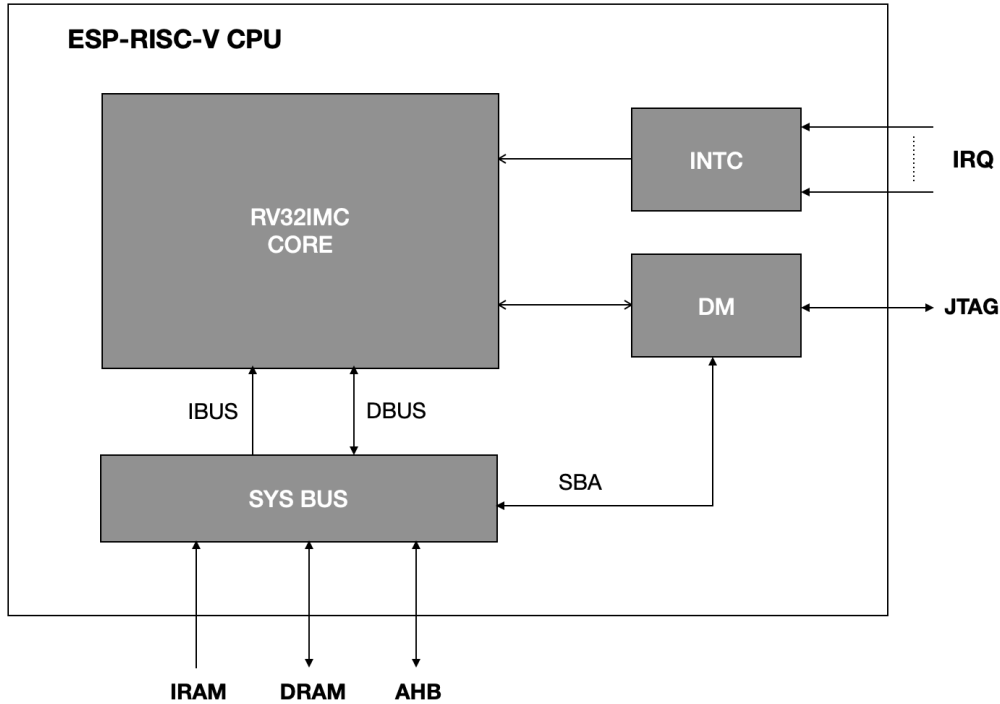 ESP-RISC-V CPU
RV32IMC
CORE
INTC
IRQ
DM
JTAG
IBUS
DBUS
SBA
SYS BUS
IRAM
DRAM
AHB